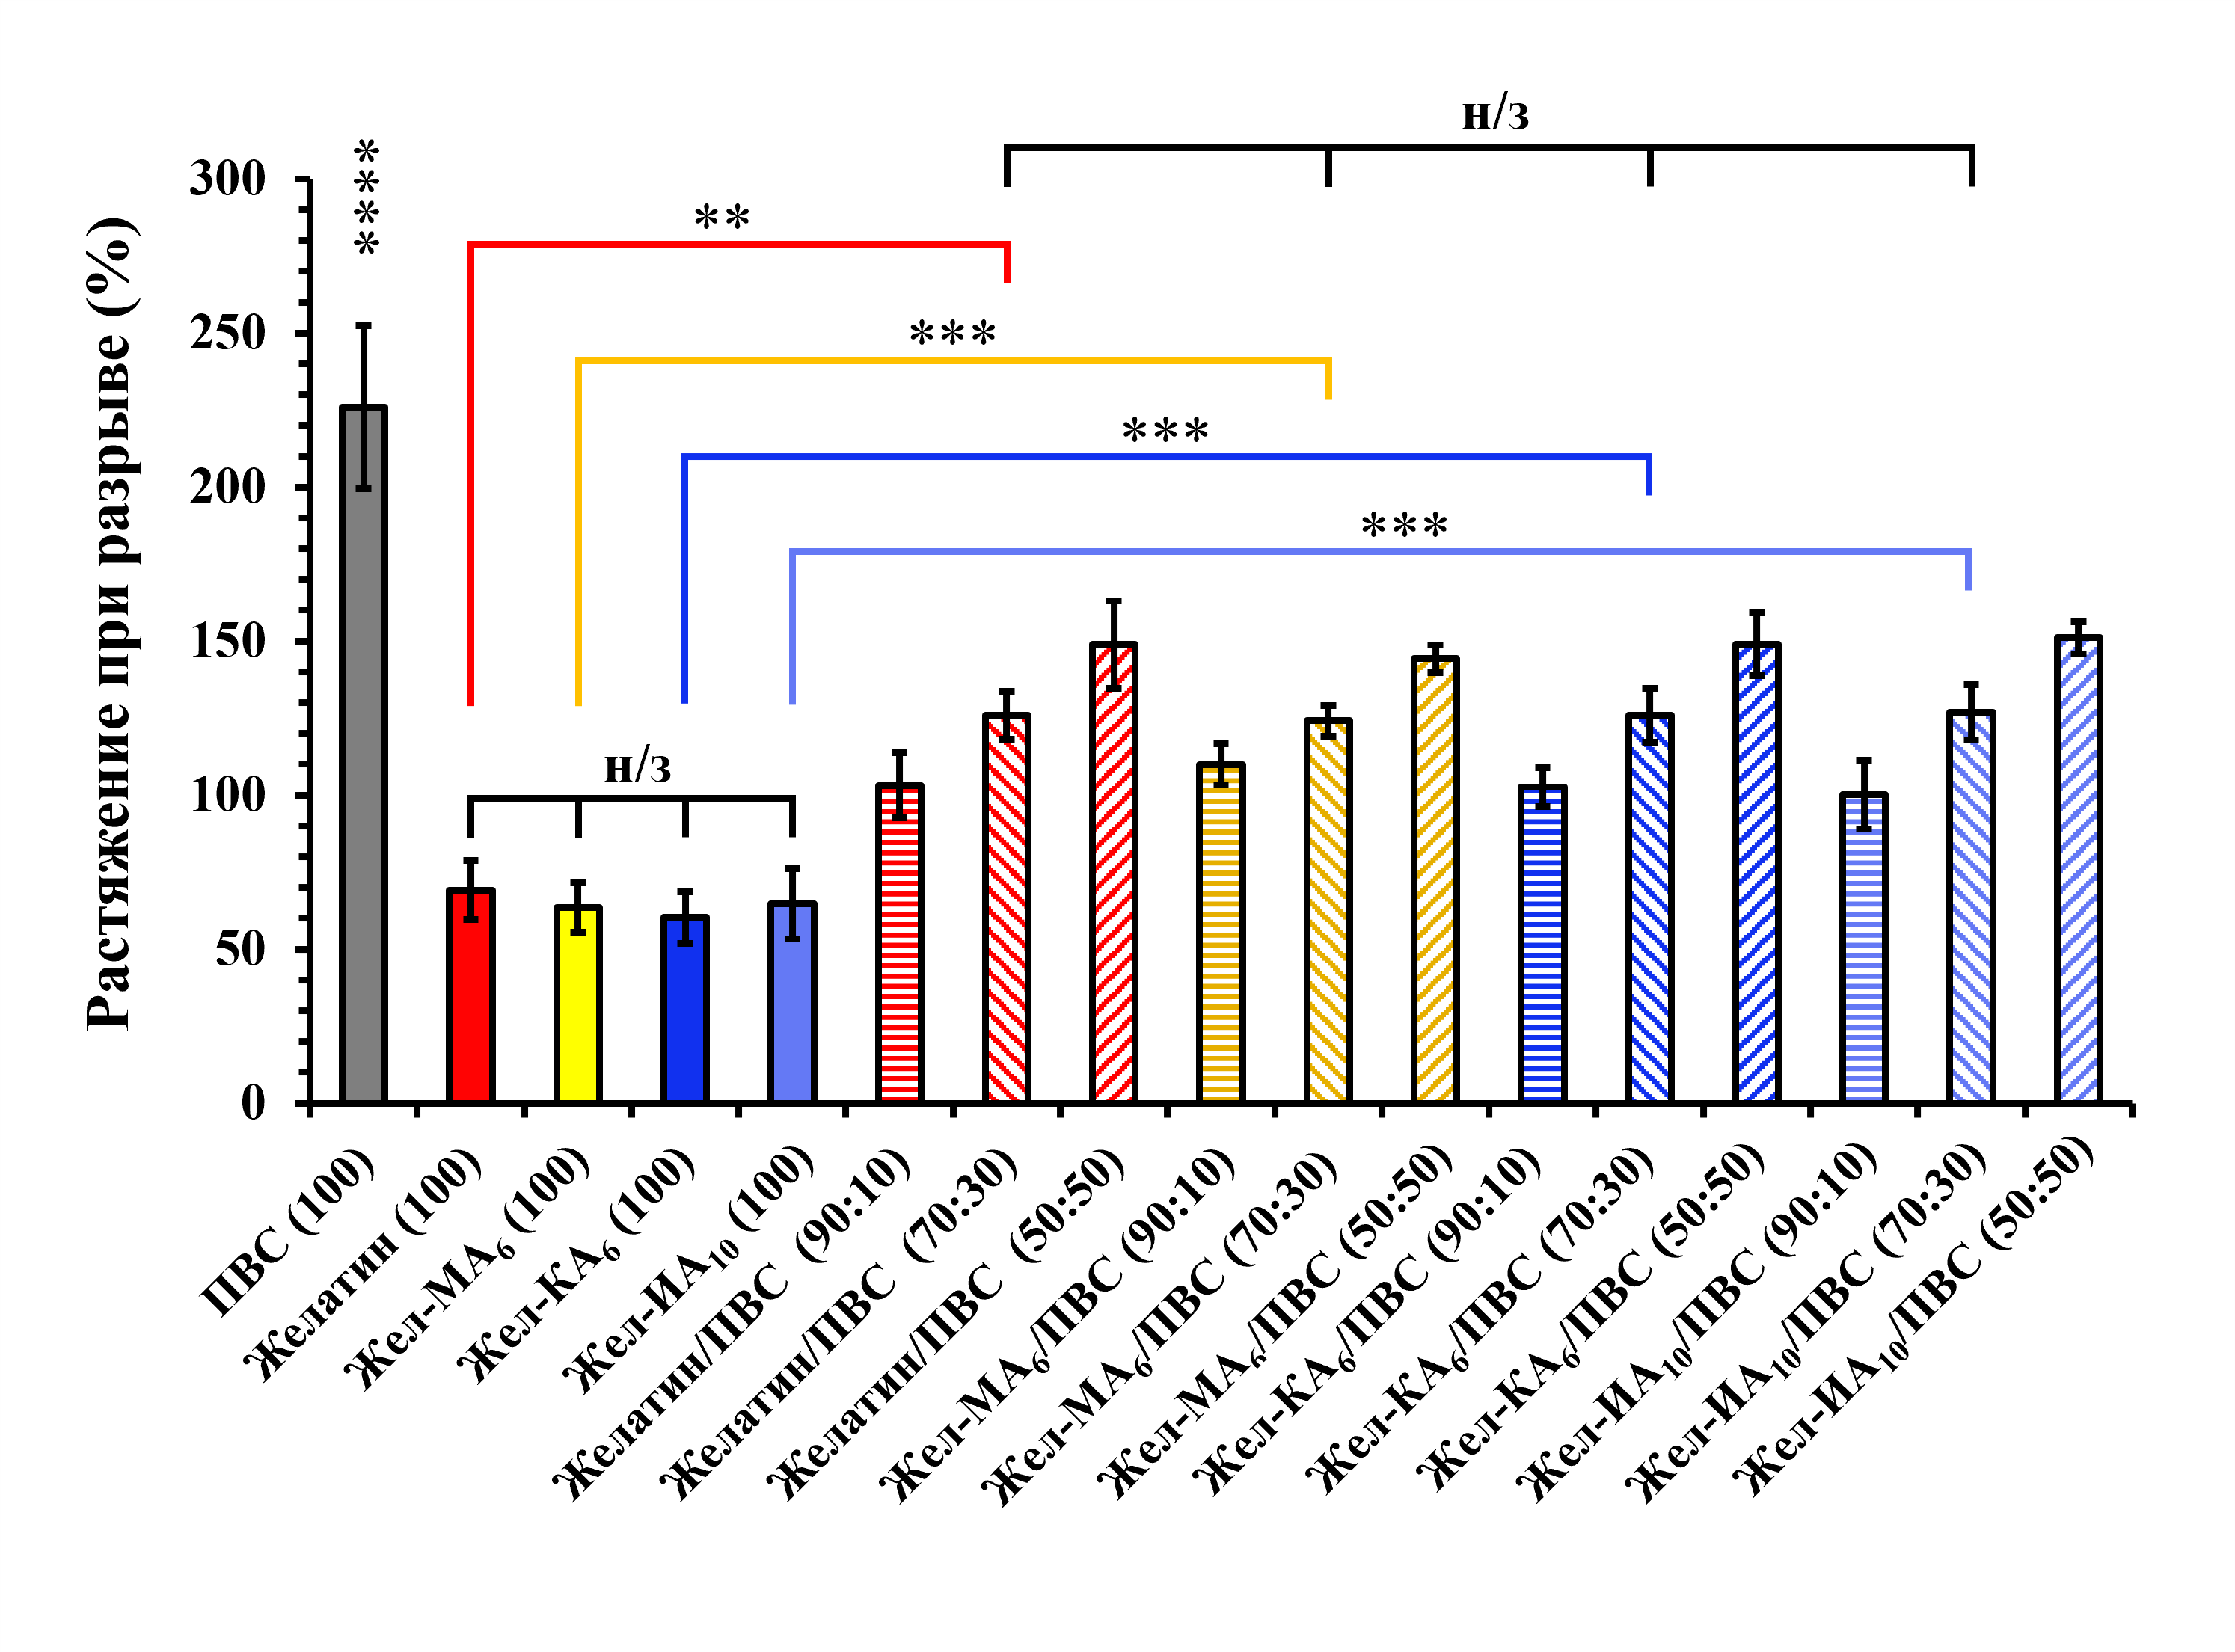 н/з
****
300
**
250
***
200
***
***
150
н/з
100
50
0
Растяжение при разрыве (%)
ПВС (100)
Желатин (100)
Жел-МА₆ (100)
Жел-КА₆ (100)
Жел-ИА₁₀ (100)
Желатин/ПВС (90:10)
Желатин/ПВС (70:30)
Желатин/ПВС (50:50)
Жел-МА₆/ПВС (90:10)
Жел-МА₆/ПВС (70:30)
Жел-МА₆/ПВС (50:50)
Жел-КА₆/ПВС (90:10)
Жел-КА₆/ПВС (70:30)
Жел-КА₆/ПВС (50:50)
Жел-ИА₁₀/ПВС (90:10)
Жел-ИА₁₀/ПВС (70:30)
Жел-ИА₁₀/ПВС (50:50)